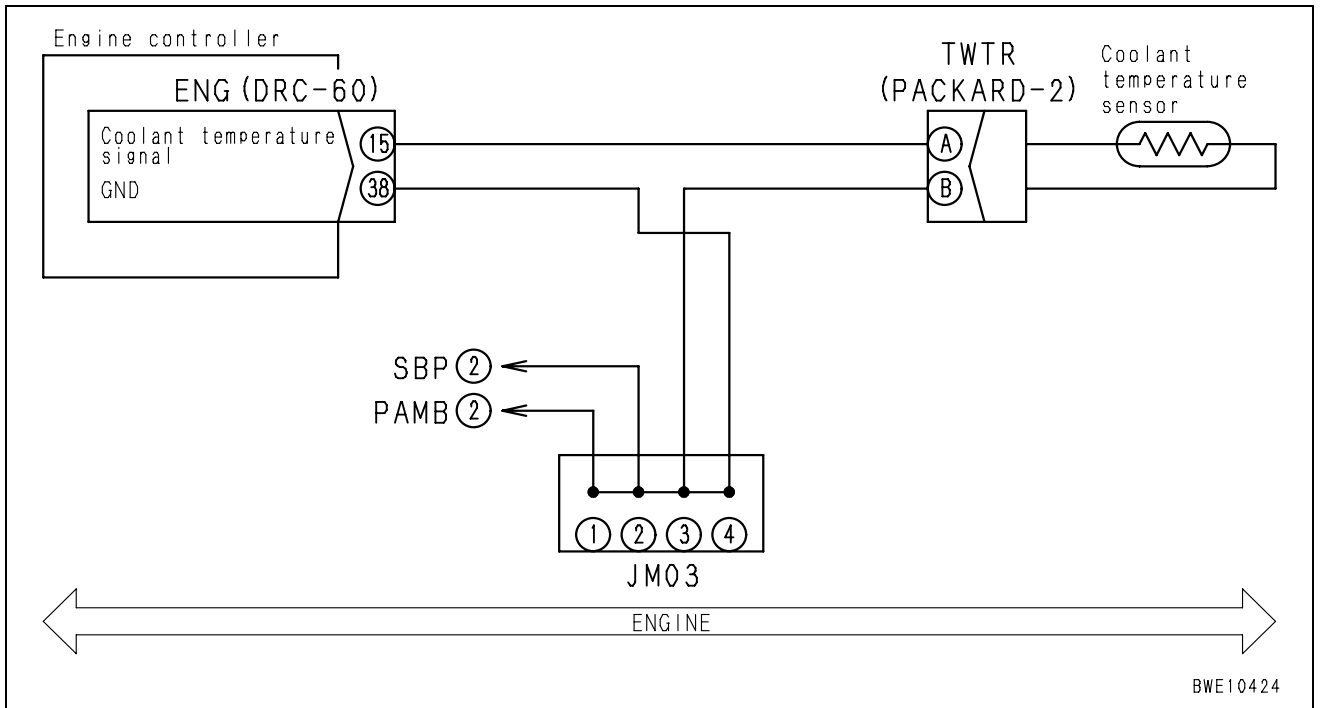 Engine controller
ENG (DRC-60)
Coolant temperature
signal
GND
15
38
TWTR
(PACKARD-2)
A
B
Coolant
temperature
sensor
SBP 2
PAMB 2
1 2 3 4
JM03
ENGINE
BWE10424